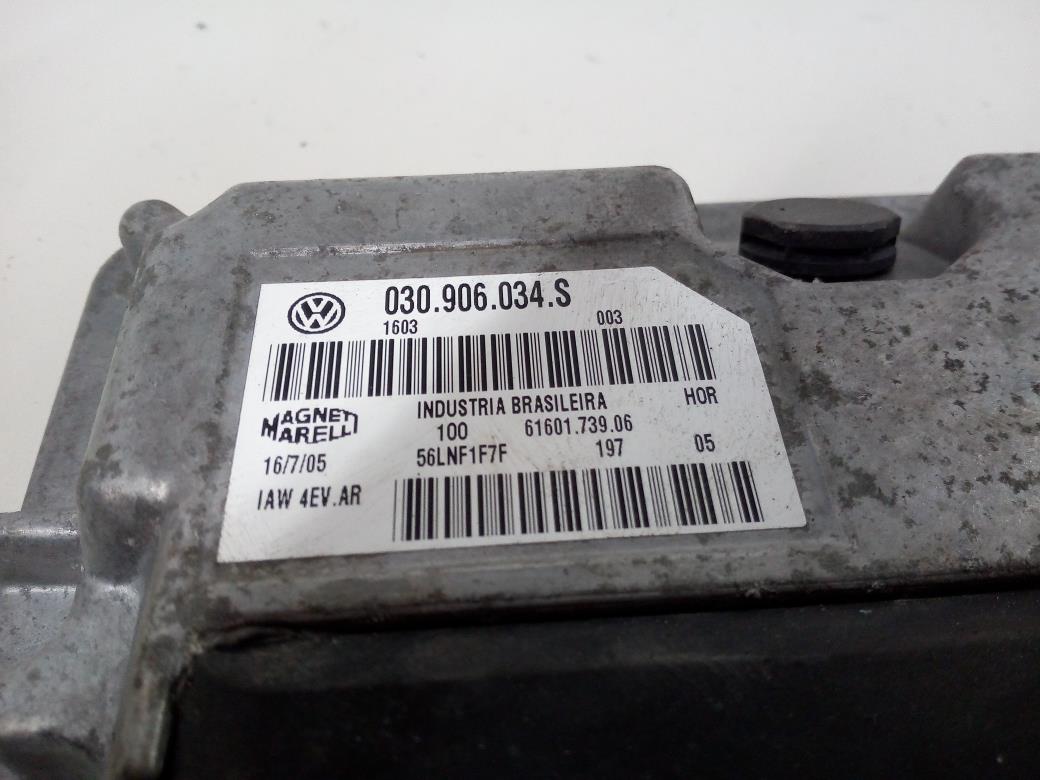 030.906.034.S
1603 003
INDUSTRIA BRASILEIRA HOR
MAGNETI MARELLI
100 61601.739.06
16/7/05 56LNF1F7F 197 05
IAW 4EV.AR